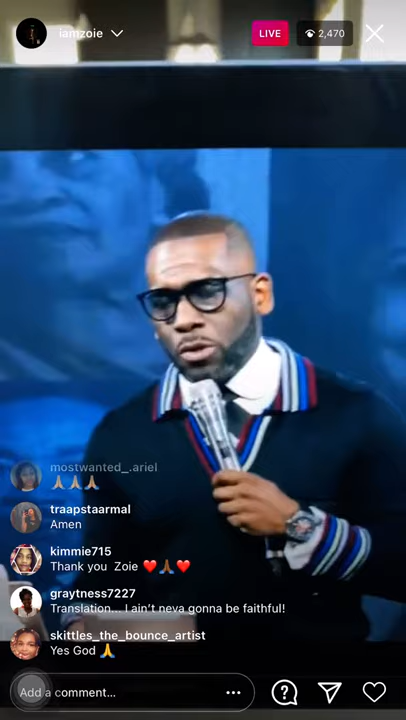 iamzoie
LIVE
2,470
mostwanted_.ariel
🙏🏽🙏🏽🙏🏽
traapstaarmal
Amen
kimmie715
Thank you Zoie ❤️🙏🏽❤️
graytness7227
Translation... I ain't neva gonna be faithful!
skittles_the_bounce_artist
Yes God 🙏
Add a comment...